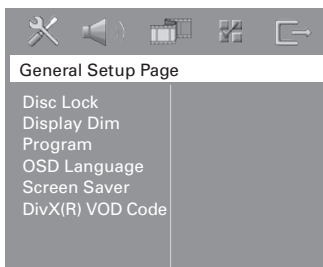 General Setup Page
Disc Lock
Display Dim
Program
OSD Language
Screen Saver
DivX(R) VOD Code